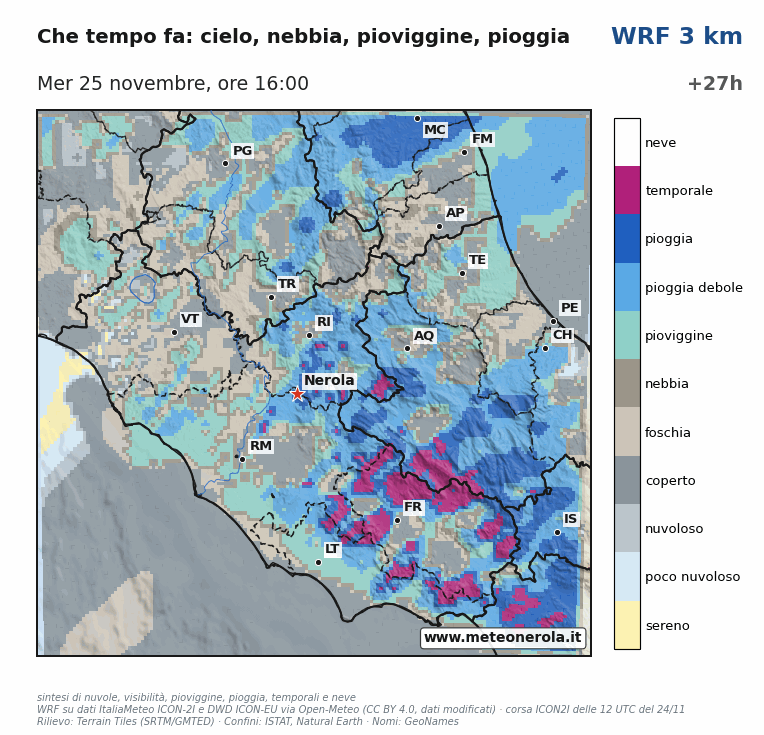 Che tempo fa: cielo, nebbia, pioviggine, pioggia
WRF 3 km
Mer 25 novembre, ore 16:00
+27h
MC
FM
PG
AP
TE
TR
PE
VT
RI
CH
AQ
Nerola
RM
FR
IS
LT
www.meteonerola.it
neve
temporale
pioggia
pioggia debole
pioviggine
nebbia
foschia
coperto
nuvoloso
poco nuvoloso
sereno
sintesi di nuvole, visibilità, pioviggine, pioggia, temporali e neve
WRF su dati ItaliaMeteo ICON-2I e DWD ICON-EU via Open-Meteo (CC BY 4.0, dati modificati) · corsa ICON2I delle 12 UTC del 24/11
Rilievo: Terrain Tiles (SRTM/GMTED) · Confini: ISTAT, Natural Earth · Nomi: GeoNames